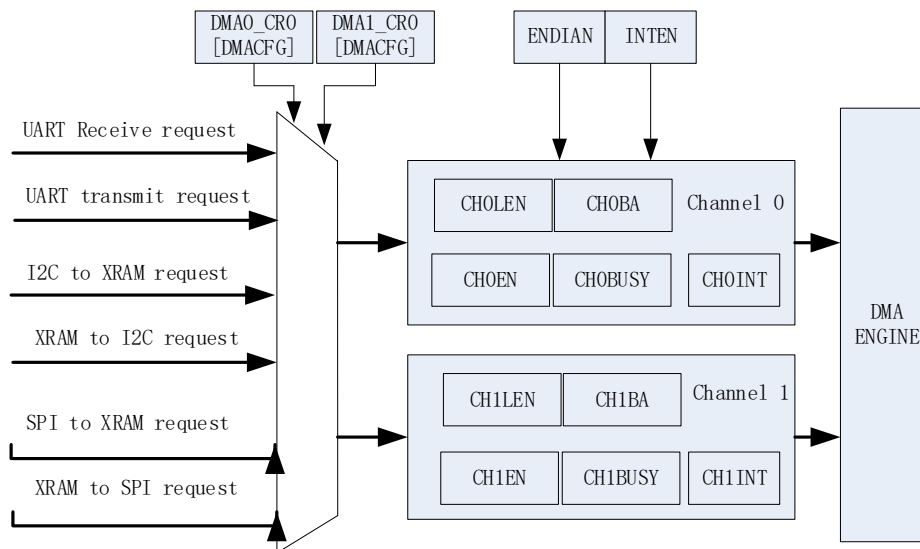 DMA0_CR0 [DMACFG]
DMA1_CR0 [DMACFG]
ENDIAN
INTEN
UART Receive request
UART transmit request
I2C to XRAM request
XRAM to I2C request
SPI to XRAM request
XRAM to SPI request
CH0LEN
CH0BA
Channel 0
CH0EN
CH0BUSY
CH0INT
CH1LEN
CH1BA
Channel 1
CH1EN
CH1BUSY
CH1INT
DMA
ENGINE